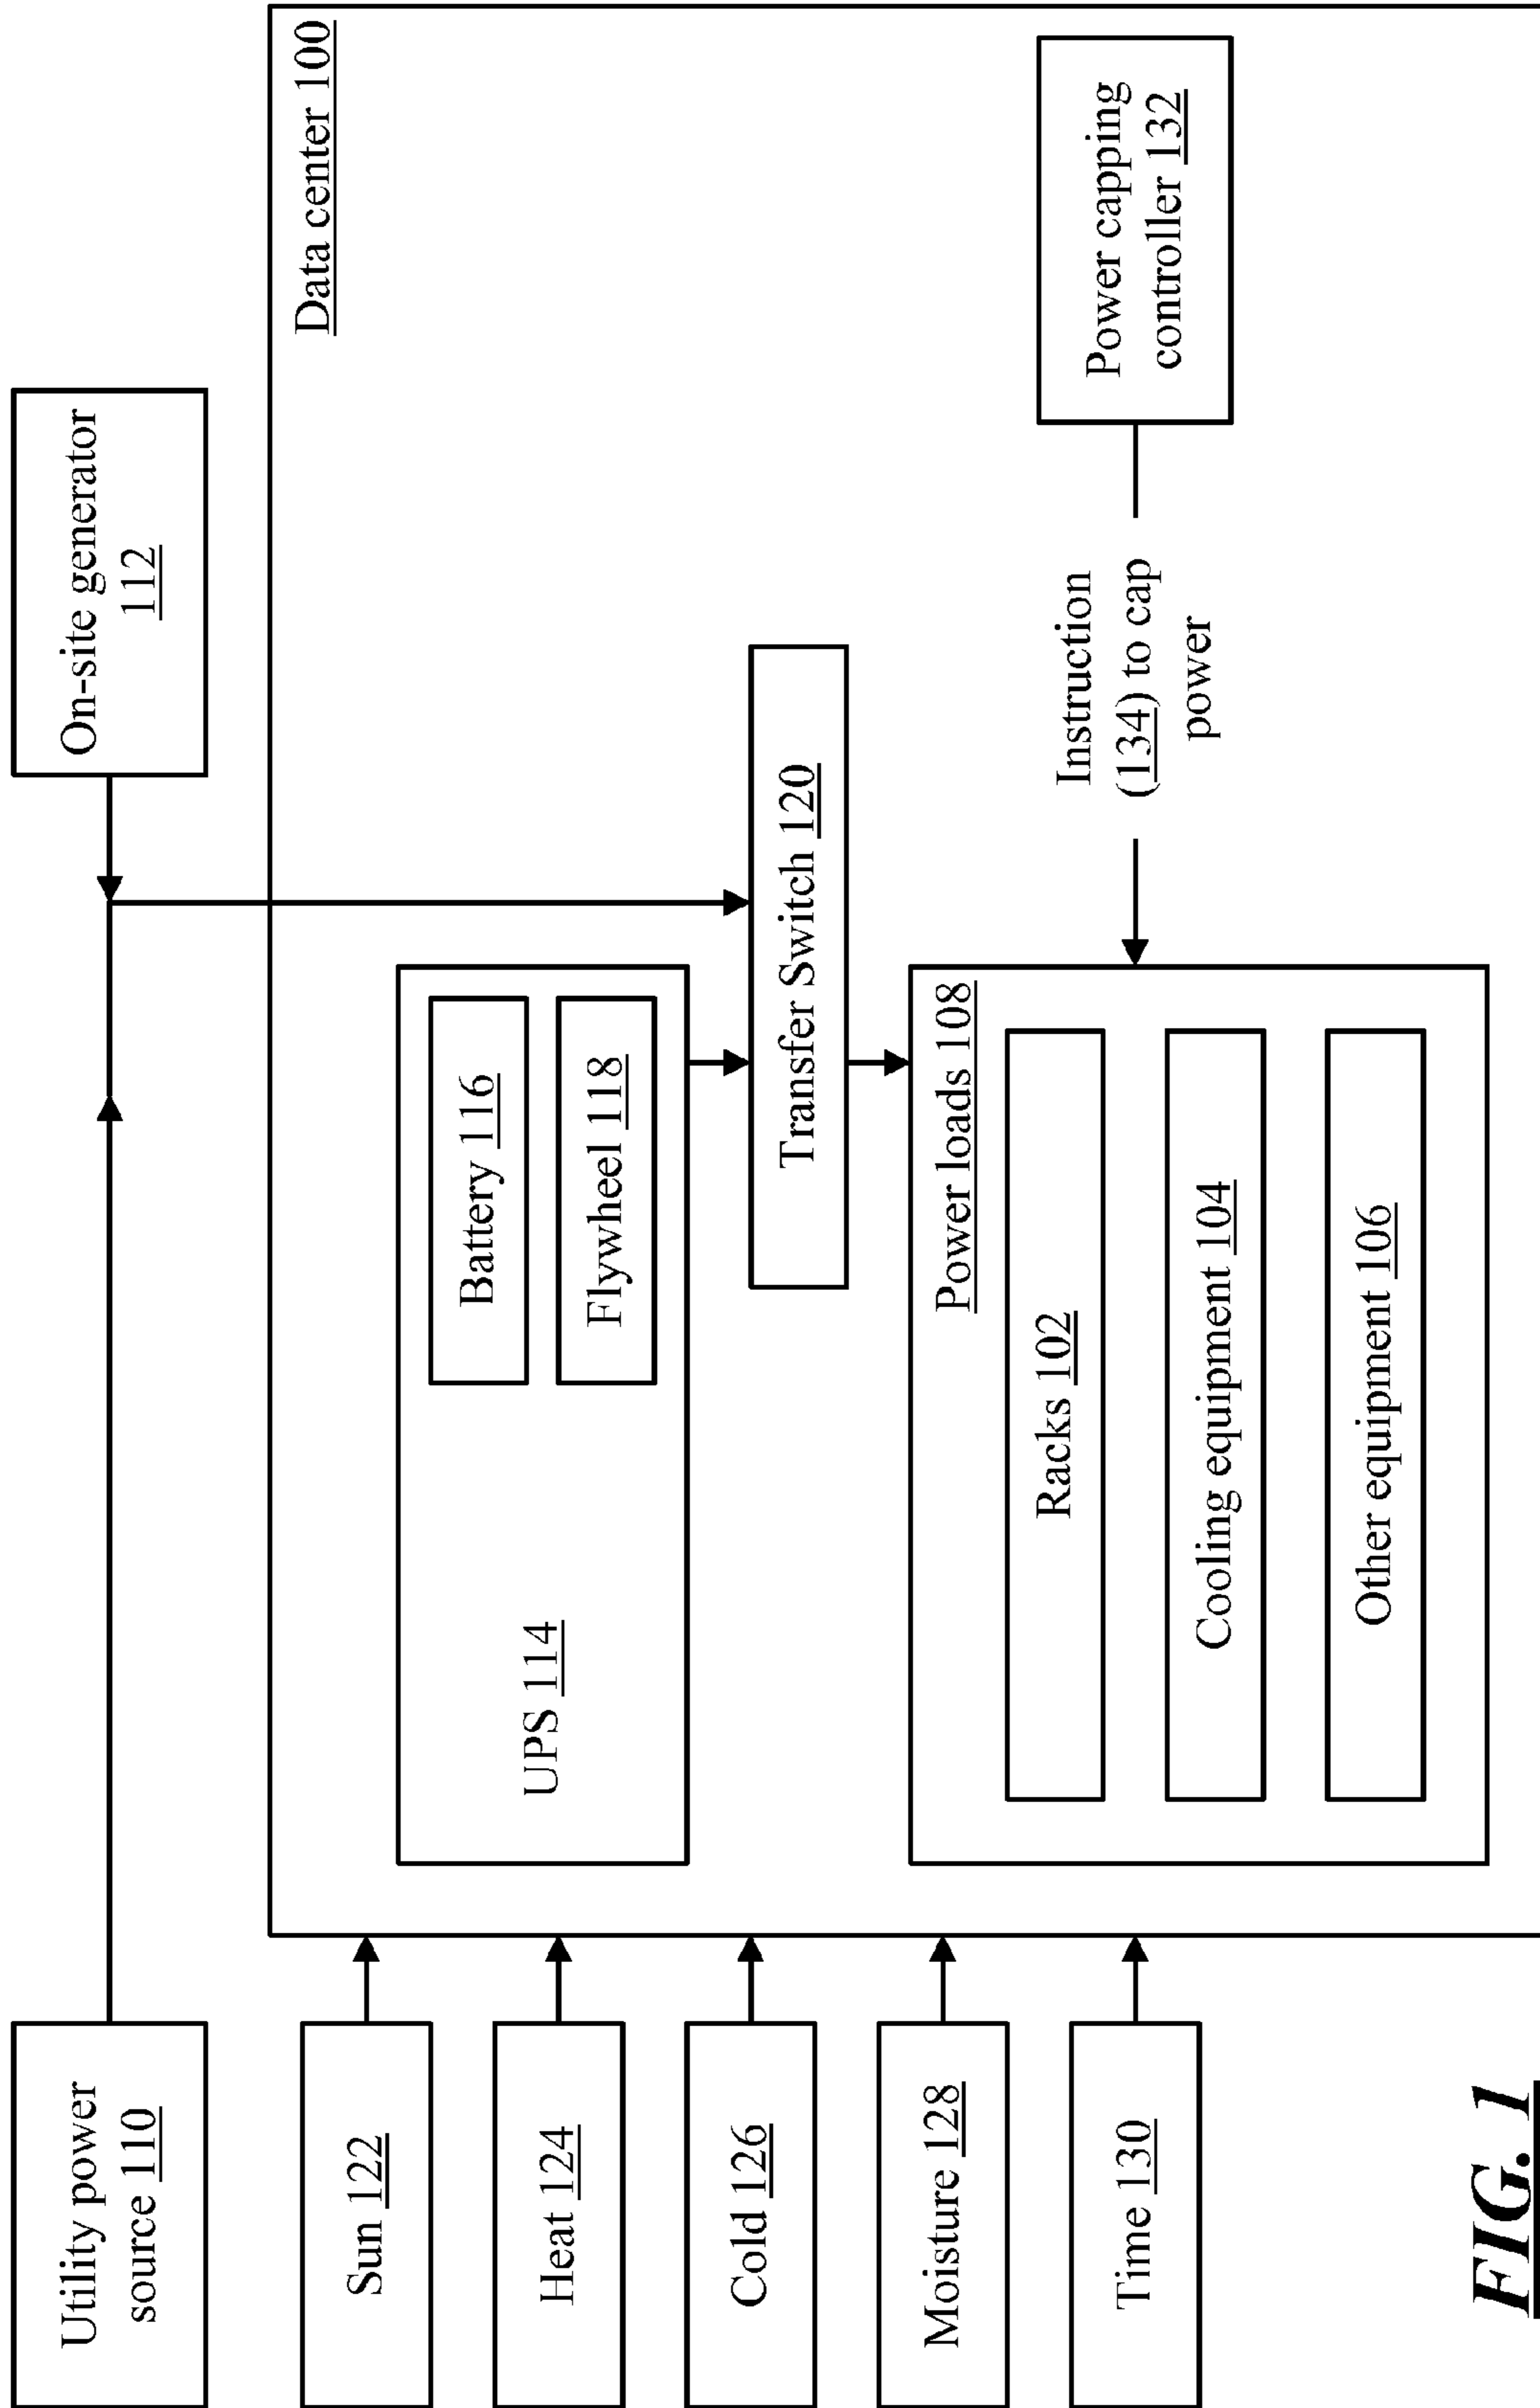 Utility power
source 110
On-site generator
112
Data center 100
Sun 122
Heat 124
Cold 126
Moisture 128
Time 130
UPS 114
Battery 116
Flywheel 118
Transfer Switch 120
Power loads 108
Racks 102
Cooling equipment 104
Other equipment 106
Instruction
(134) to cap
power
Power capping
controller 132
FIG. 1